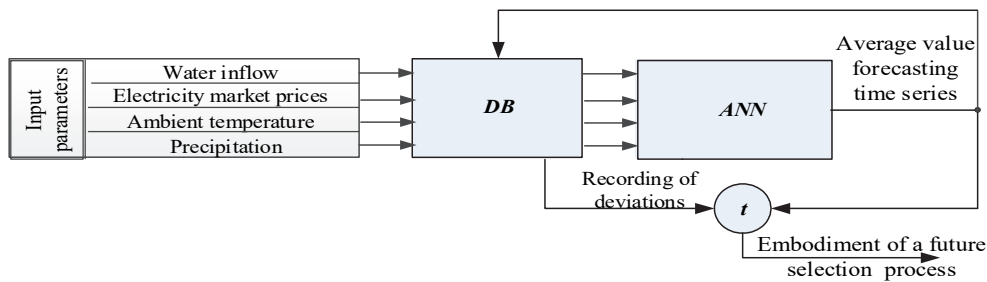 Input
parameters
Water inflow
Electricity market prices
Ambient temperature
Precipitation
DB
ANN
Average value
forecasting
time series
Recording of
deviations
t
Embodiment of a future
selection process